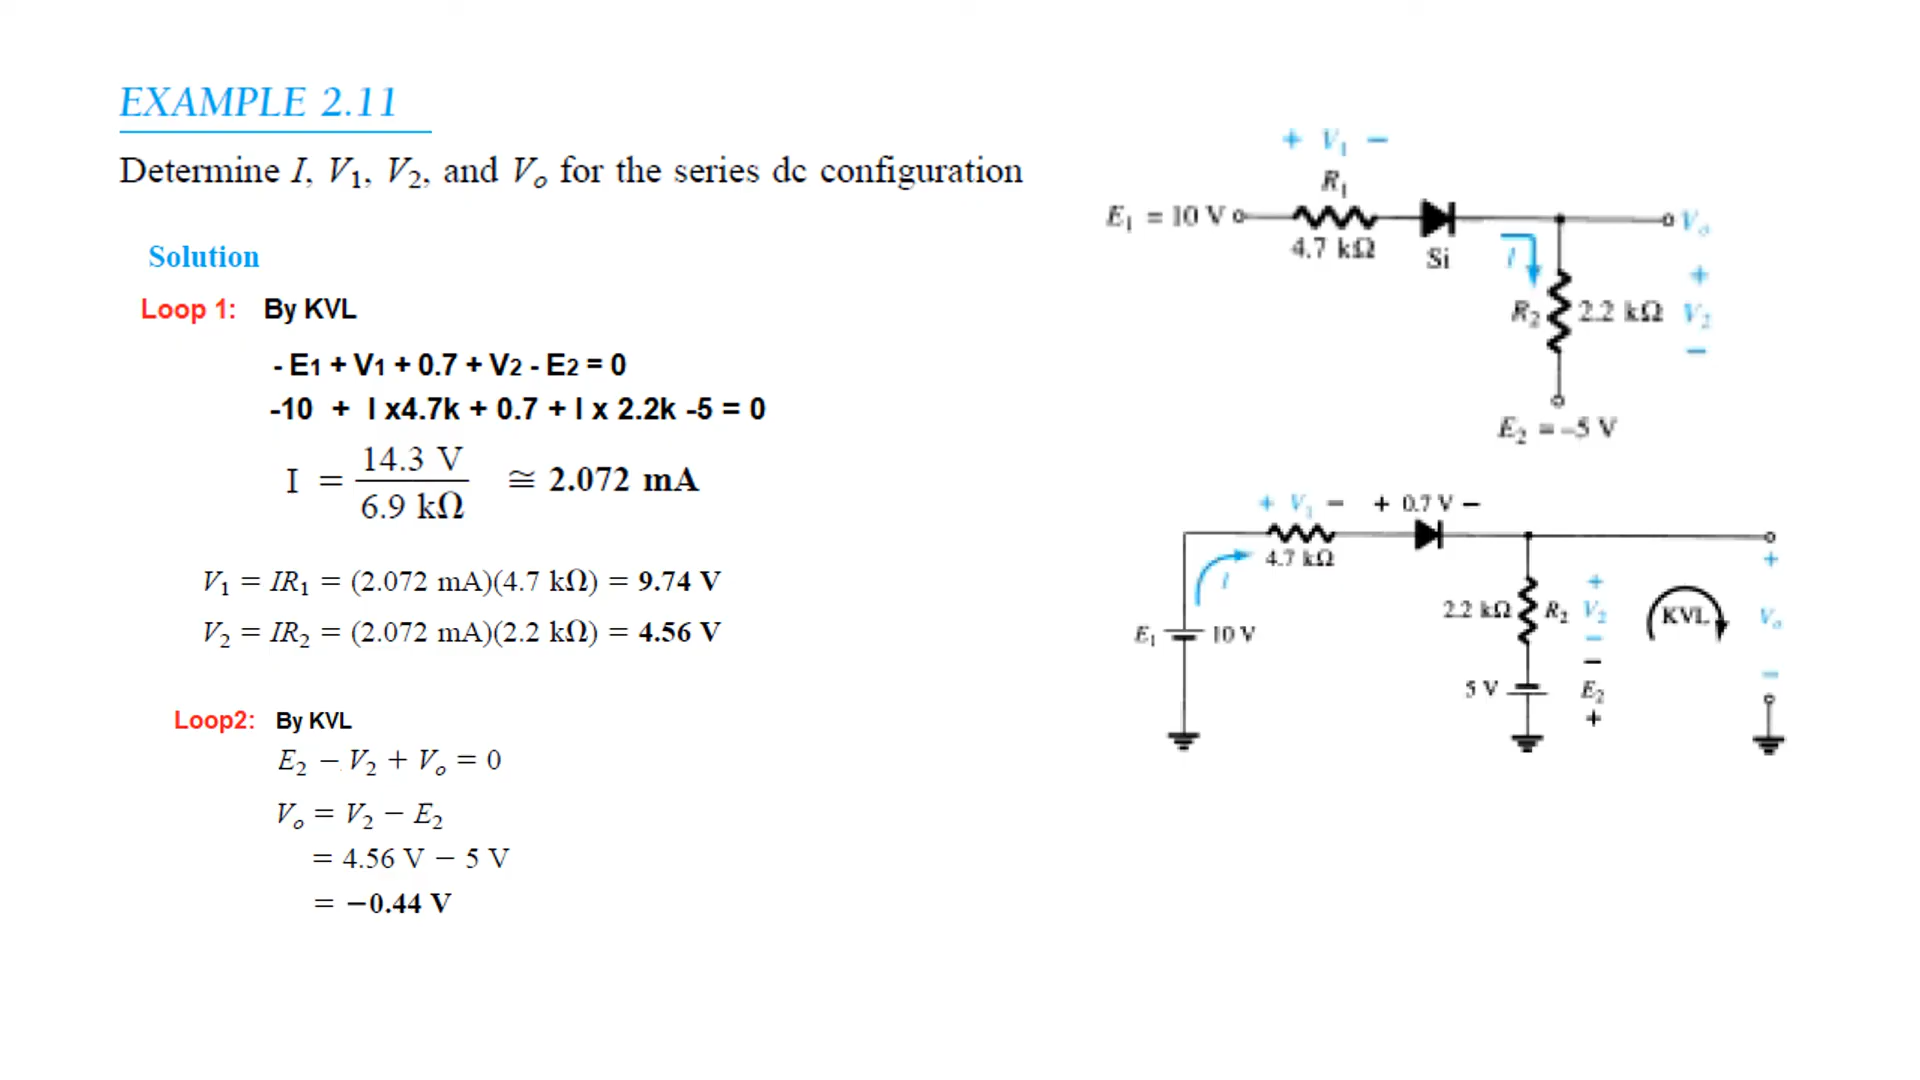 EXAMPLE 2.11
Determine I, V₁, V₂, and Vₒ for the series dc configuration
Solution
Loop 1: By KVL
- E1 + V1 + 0.7 + V2 - E2 = 0
-10 + I x4.7k + 0.7 + I x 2.2k -5 = 0
I = 14.3 V / 6.9 kΩ ≅ 2.072 mA
V₁ = IR₁ = (2.072 mA)(4.7 kΩ) = 9.74 V
V₂ = IR₂ = (2.072 mA)(2.2 kΩ) = 4.56 V
Loop2: By KVL
E₂ − V₂ + Vₒ = 0
Vₒ = V₂ − E₂
= 4.56 V − 5 V
= −0.44 V
+ V₁ −
R₁
E₁ = 10 V
4.7 kΩ
Si
I
Vₒ
+
R₂ 2.2 kΩ V₂
−
E₂ = −5 V
+ V₁ − + 0.7 V −
4.7 kΩ
I
E₁ 10 V
+ +
2.2 kΩ R₂ V₂ KVL Vₒ
− −
−
5 V E₂
+